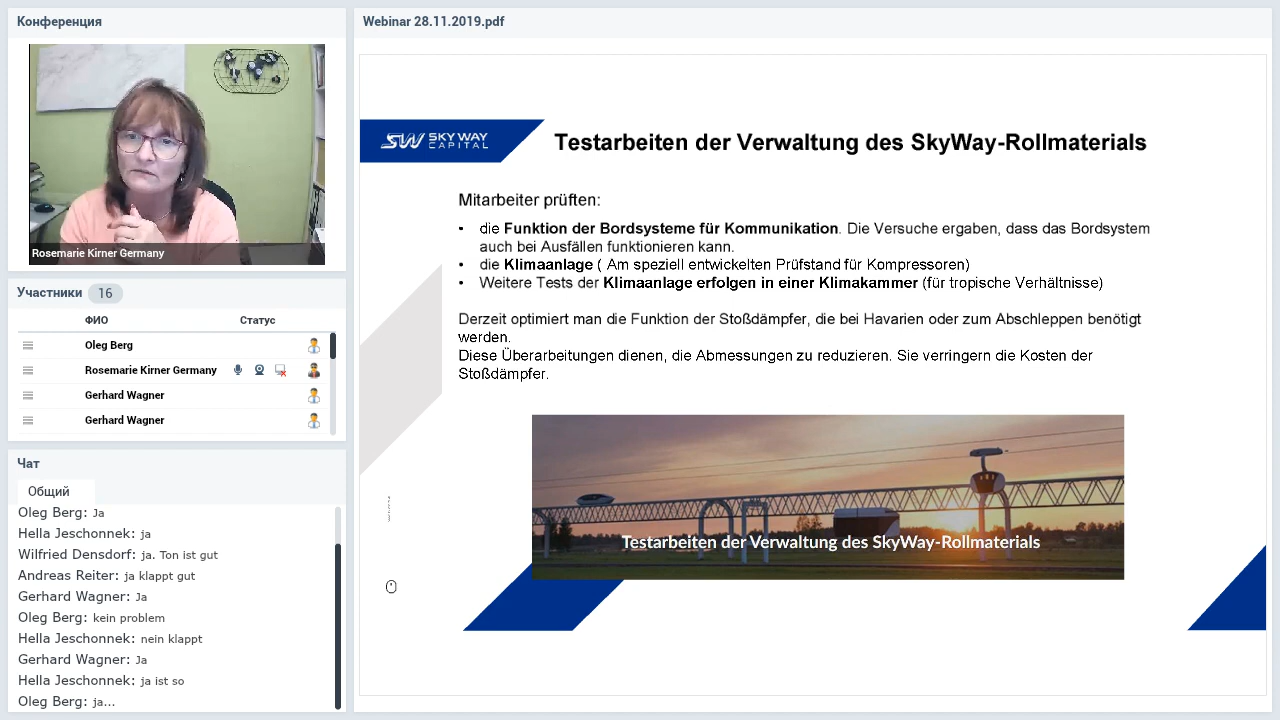 Конференция
Rosemarie Kirner Germany
Участники 16
ФИО Статус
Oleg Berg
Rosemarie Kirner Germany
Gerhard Wagner
Gerhard Wagner
Чат
Общий
Oleg Berg: Ja
Hella Jeschonnek: ja
Wilfried Densdorf: ja. Ton ist gut
Andreas Reiter: ja klappt gut
Gerhard Wagner: Ja
Oleg Berg: kein problem
Hella Jeschonnek: nein klappt
Gerhard Wagner: Ja
Hella Jeschonnek: ja ist so
Oleg Berg: ja...
Webinar 28.11.2019.pdf
SW SKY WAY
CAPITAL
Testarbeiten der Verwaltung des SkyWay-Rollmaterials
Mitarbeiter prüften:
• die Funktion der Bordsysteme für Kommunikation. Die Versuche ergaben, dass das Bordsystem
auch bei Ausfällen funktionieren kann.
• die Klimaanlage ( Am speziell entwickelten Prüfstand für Kompressoren)
• Weitere Tests der Klimaanlage erfolgen in einer Klimakammer (für tropische Verhältnisse)
Derzeit optimiert man die Funktion der Stoßdämpfer, die bei Havarien oder zum Abschleppen benötigt
werden.
Diese Überarbeitungen dienen, die Abmessungen zu reduzieren. Sie verringern die Kosten der
Stoßdämpfer.
Testarbeiten der Verwaltung des SkyWay-Rollmaterials